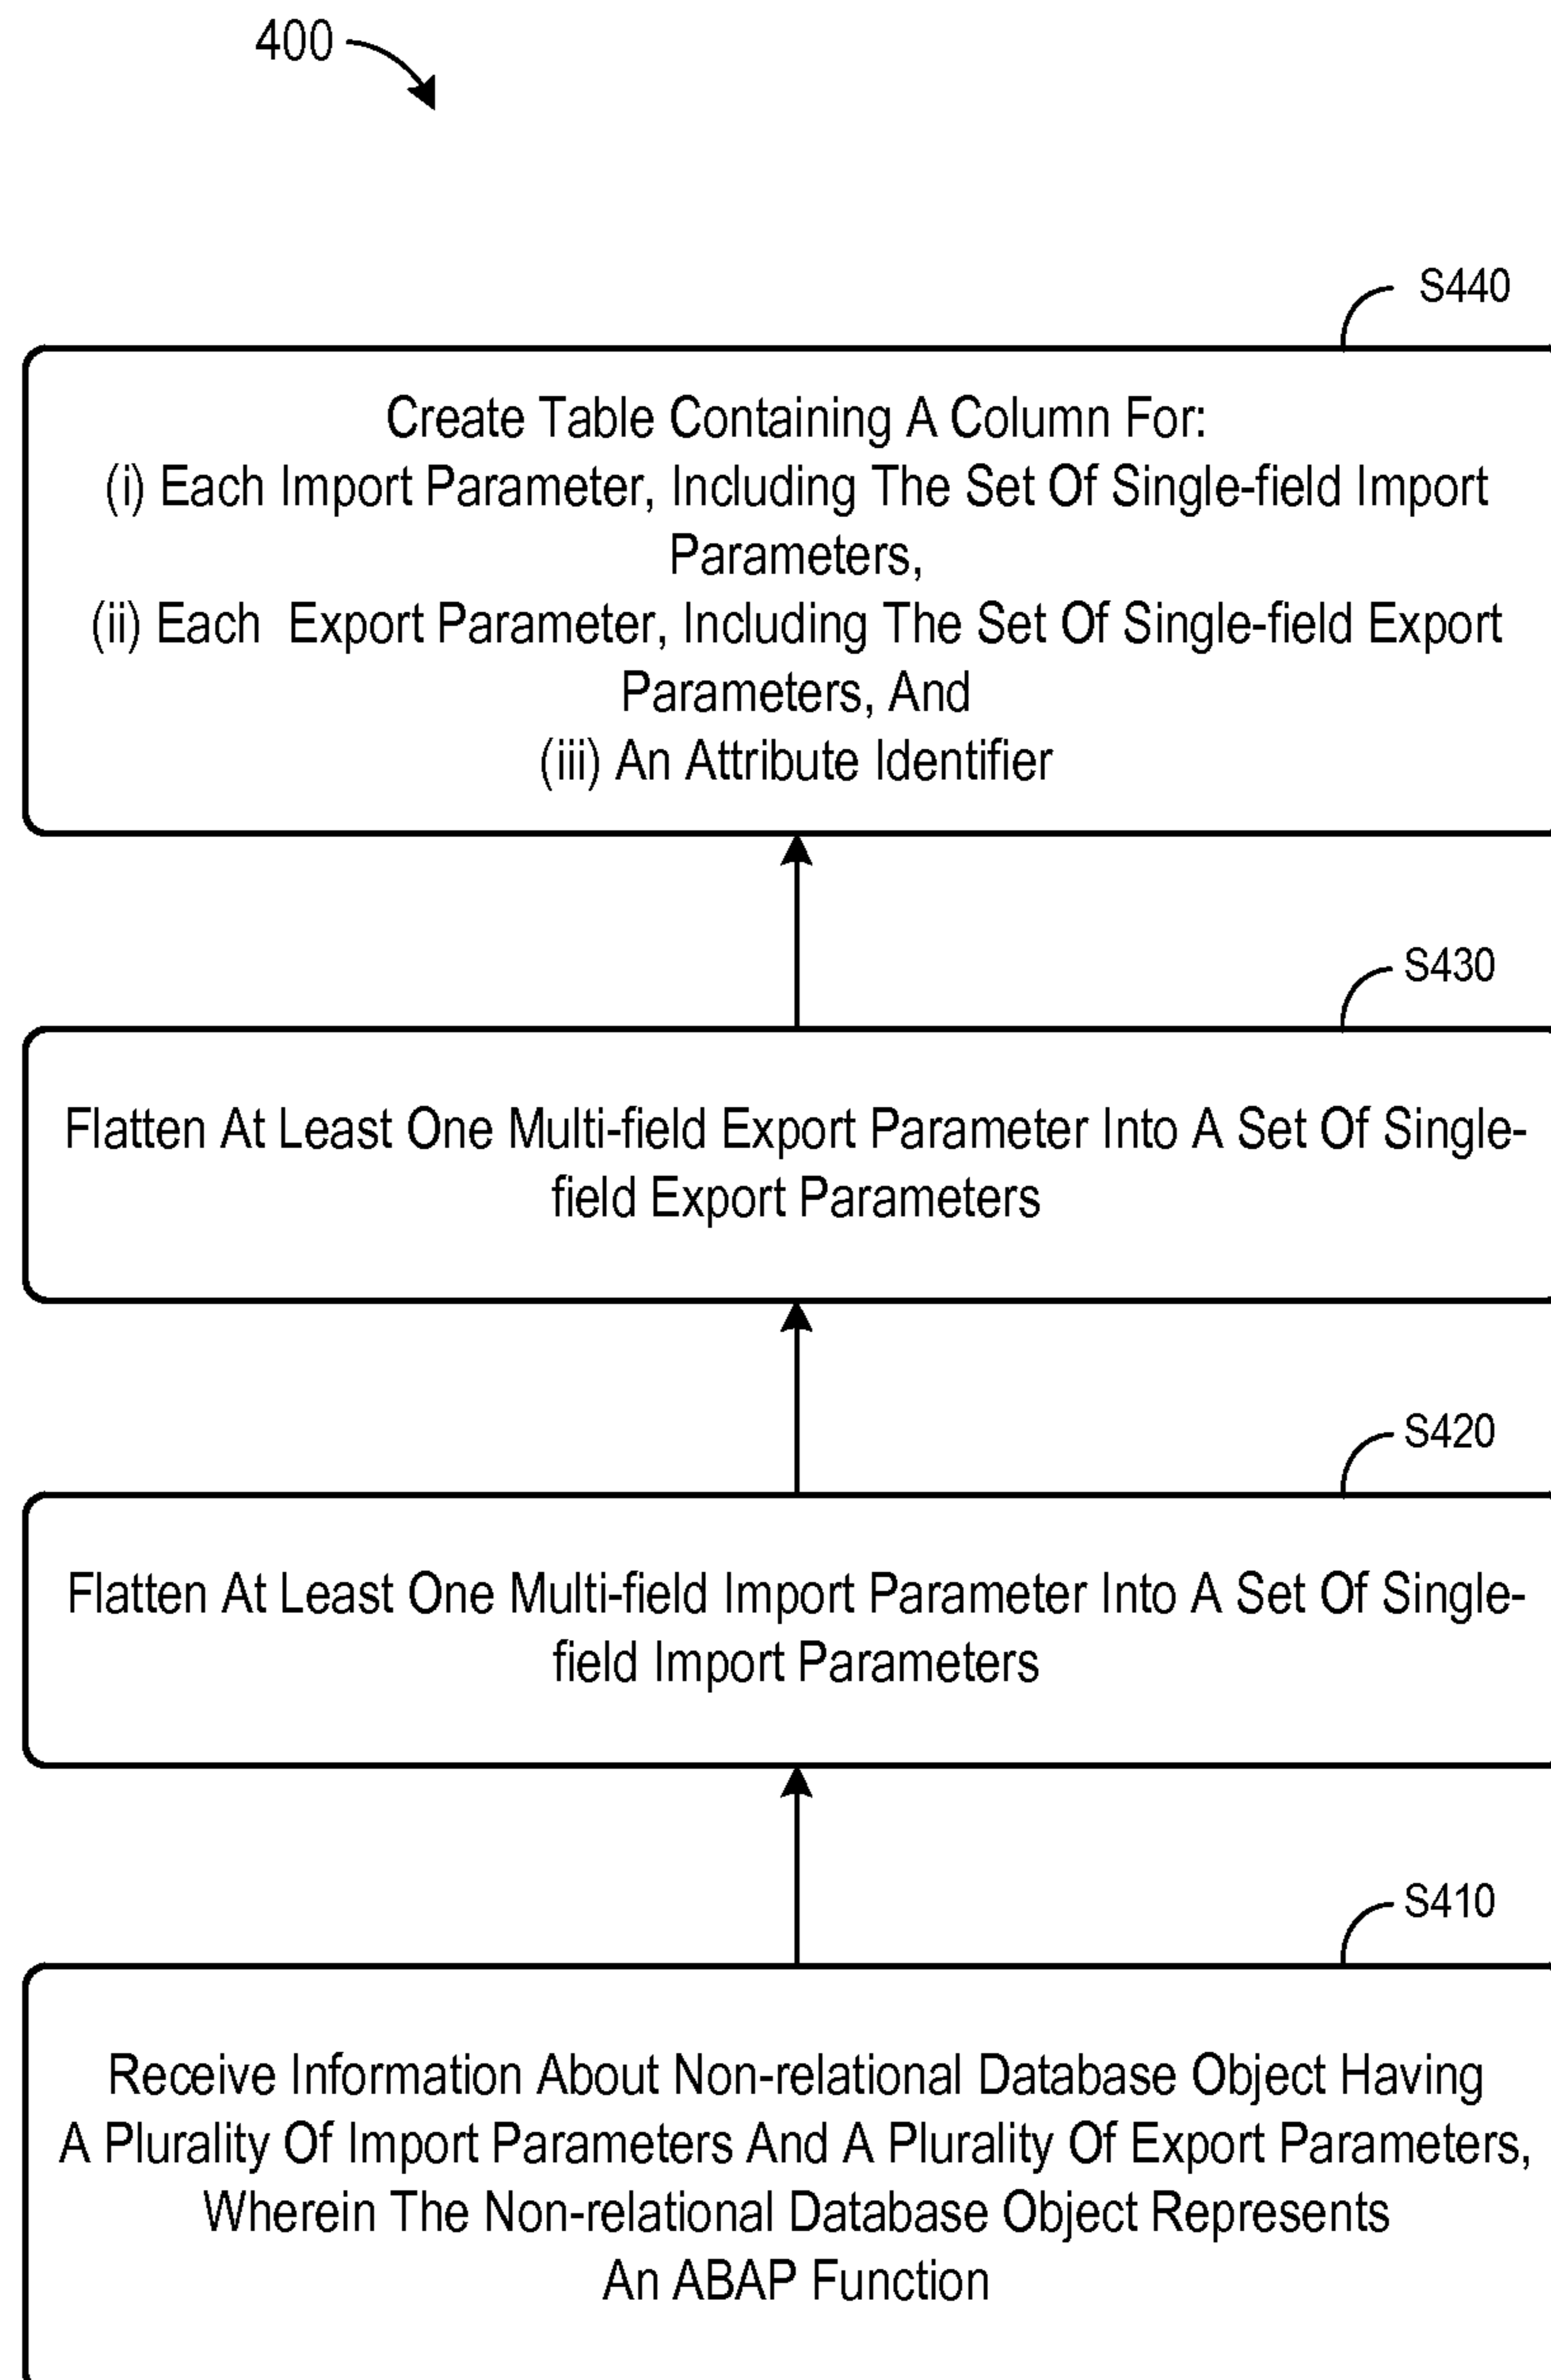 400
S440
Create Table Containing A Column For:
(i) Each Import Parameter, Including The Set Of Single-field Import
Parameters,
(ii) Each Export Parameter, Including The Set Of Single-field Export
Parameters, And
(iii) An Attribute Identifier
S430
Flatten At Least One Multi-field Export Parameter Into A Set Of Single-
field Export Parameters
S420
Flatten At Least One Multi-field Import Parameter Into A Set Of Single-
field Import Parameters
S410
Receive Information About Non-relational Database Object Having
A Plurality Of Import Parameters And A Plurality Of Export Parameters,
Wherein The Non-relational Database Object Represents
An ABAP Function